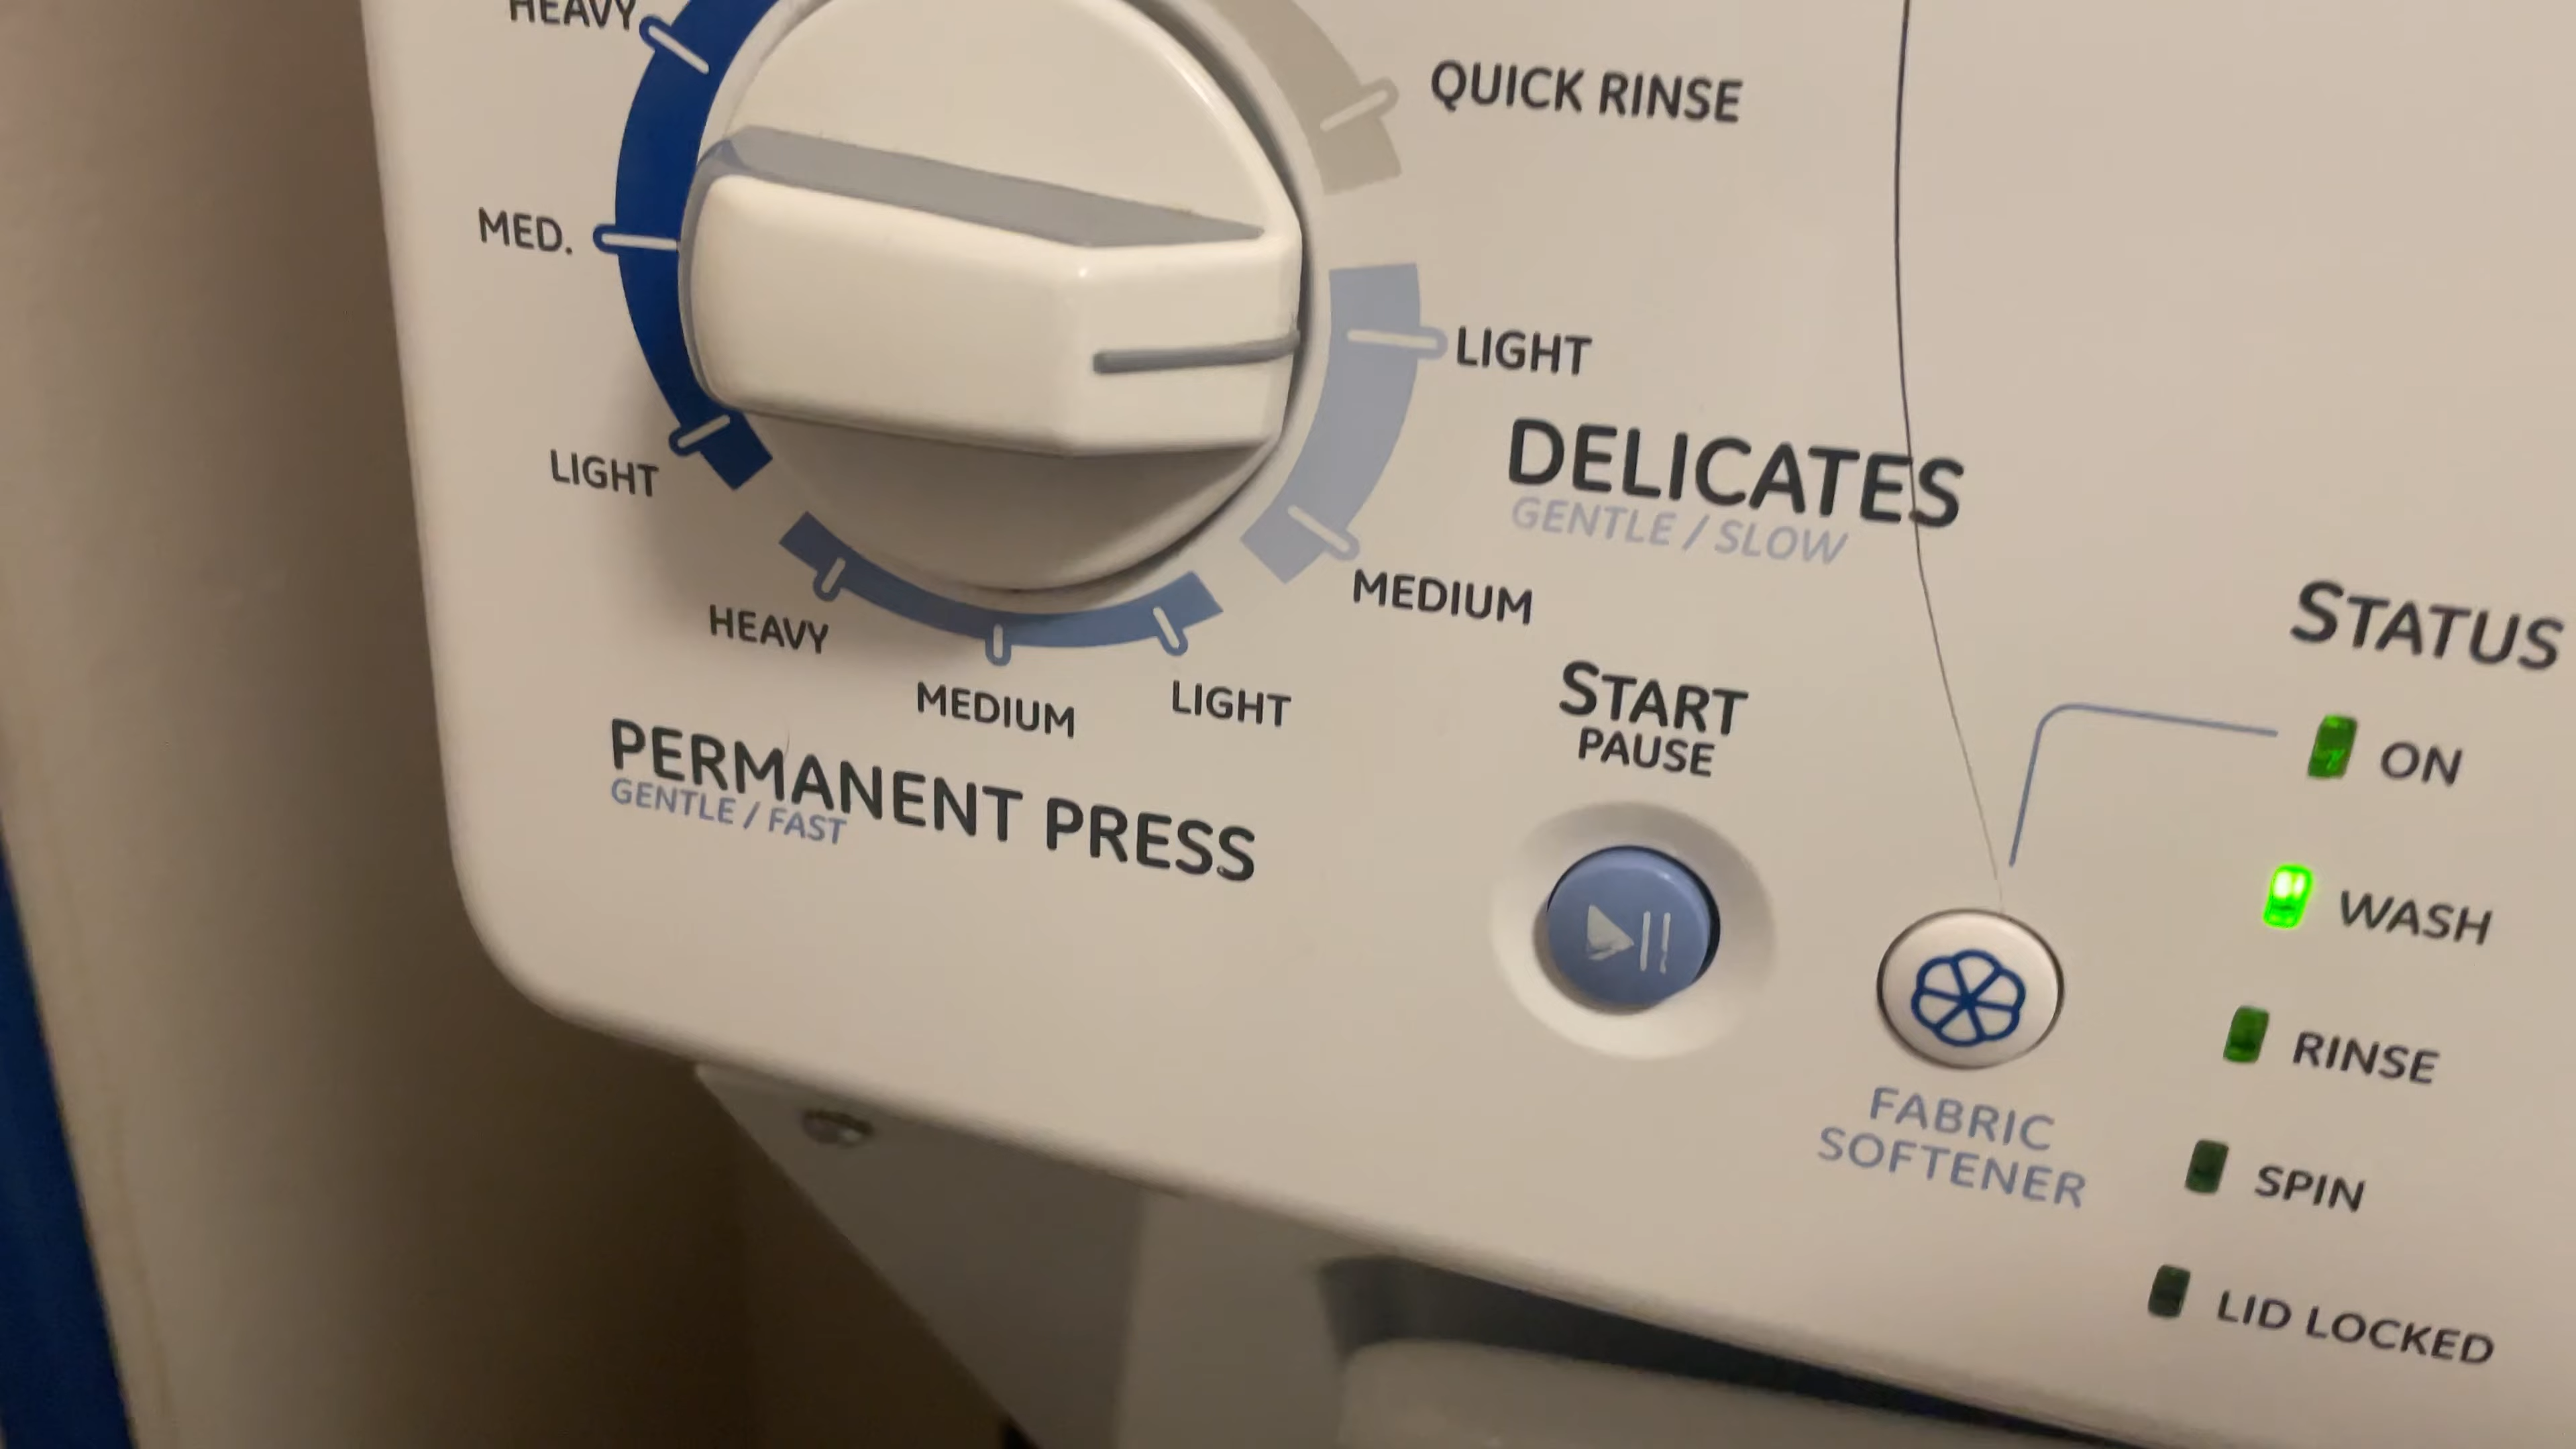 HEAVY
QUICK RINSE
MED.
LIGHT
LIGHT
DELICATES
GENTLE / SLOW
MEDIUM
HEAVY
MEDIUM
LIGHT
PERMANENT PRESS
GENTLE / FAST
START
PAUSE
FABRIC
SOFTENER
STATUS
ON
WASH
RINSE
SPIN
LID LOCKED